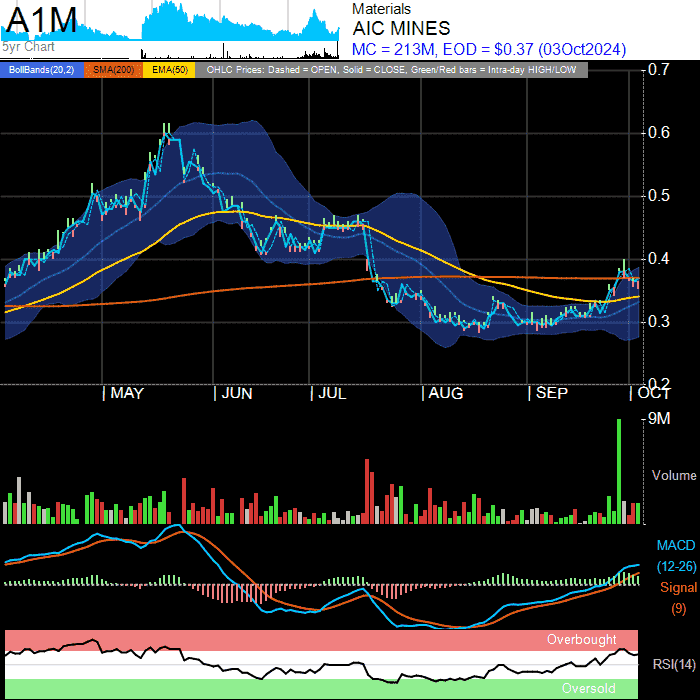 A1M
5yr Chart
Materials
AIC MINES
MC = 213M, EOD = $0.37 (03Oct2024)
BollBands(20,2) SMA(200) EMA(50) OHLC Prices: Dashed = OPEN, Solid = CLOSE, Green/Red bars = Intra-day HIGH/LOW
0.7
0.6
0.5
0.4
0.3
0.2
MAY JUN JUL AUG SEP OCT
9M
Volume
MACD
(12-26)
Signal
(9)
Overbought
RSI(14)
Oversold